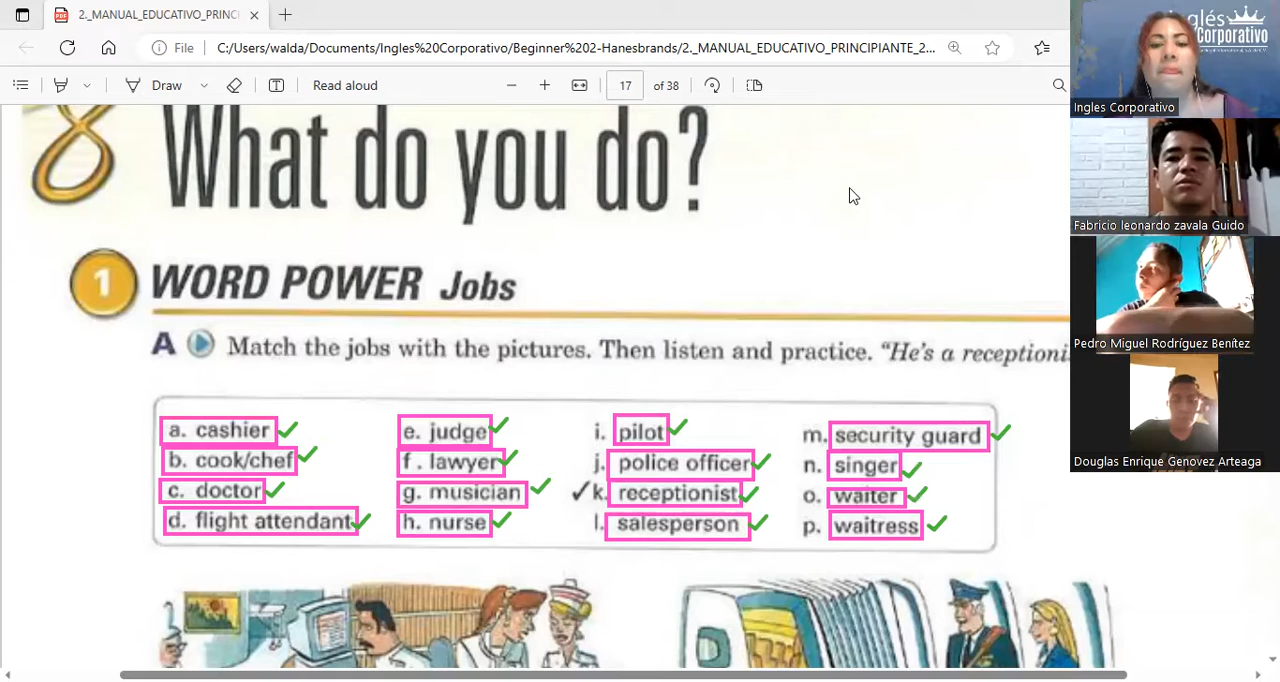 2._MANUAL_EDUCATIVO_PRINCI
File C:/Users/walda/Documents/Ingles%20Corporativo/Beginner%202-Hanesbrands/2._MANUAL_EDUCATIVO_PRINCIPIANTE_2...
Draw Read aloud 17 of 38
8 What do you do?
1 WORD POWER Jobs
A Match the jobs with the pictures. Then listen and practice. "He's a receptioni
a. cashier
b. cook/chef
c. doctor
d. flight attendant
e. judge
f. lawyer
g. musician
h. nurse
i. pilot
j. police officer
k. receptionist
l. salesperson
m. security guard
n. singer
o. waiter
p. waitress
Inglés
Corporativo
Ingles Corporativo
Fabricio leonardo zavala Guido
Pedro Miguel Rodríguez Benítez
Douglas Enrique Genovez Arteaga